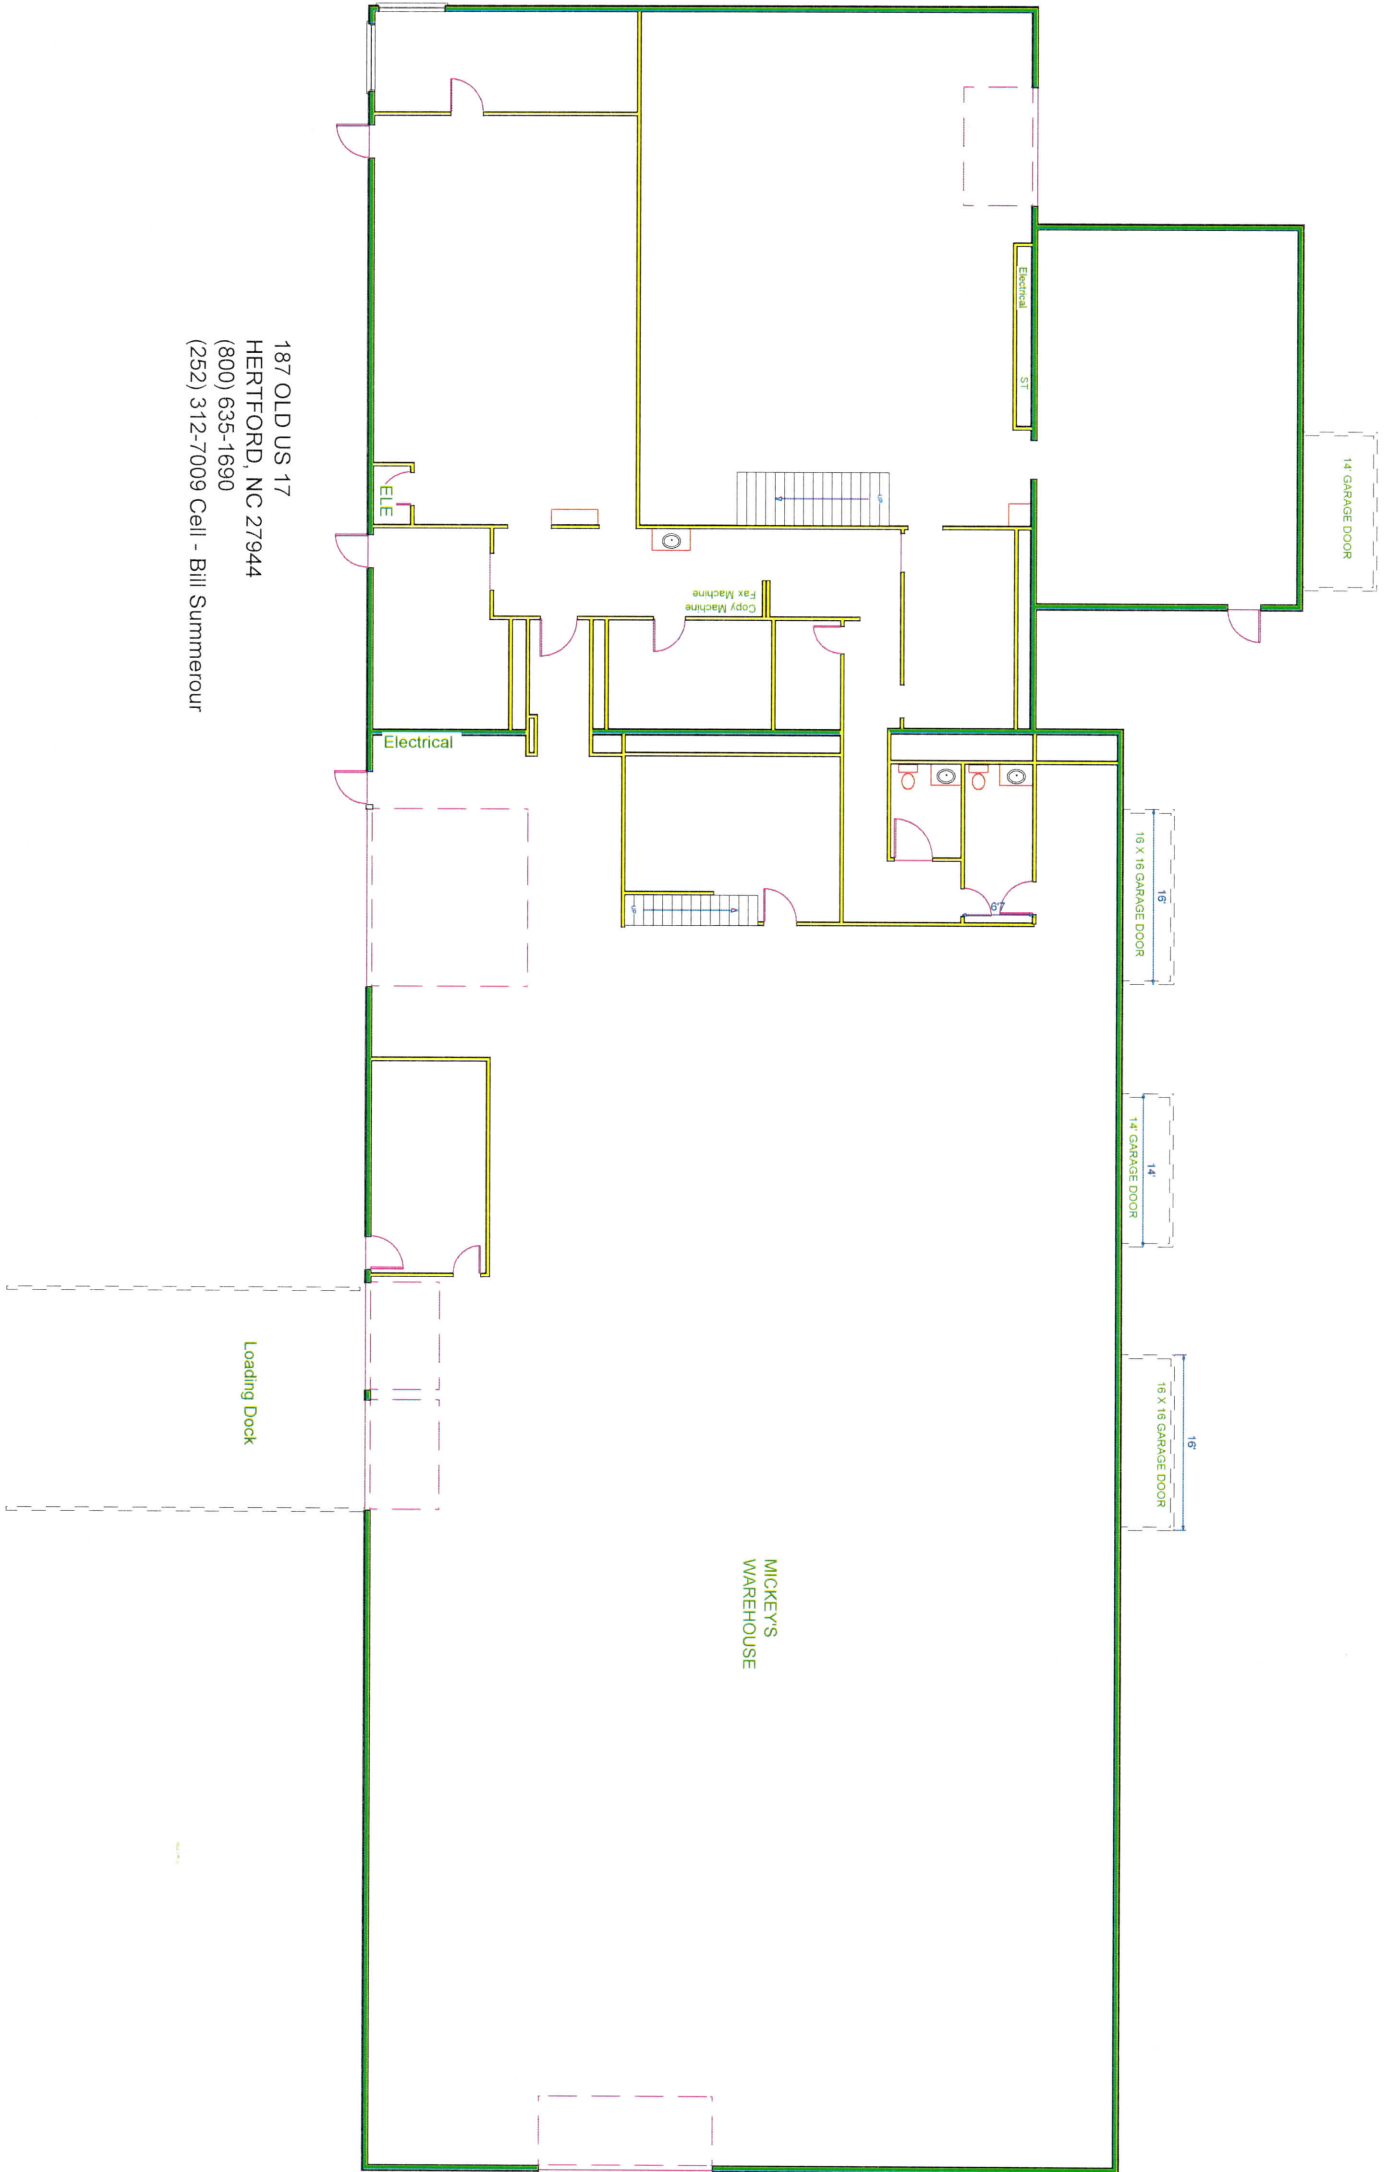 14' GARAGE DOOR
Electrical
ST
UP
ELE
Copy Machine
Fax Machine
187 OLD US 17
HERTFORD, NC 27944
(800) 635-1690
(252) 312-7009 Cell - Bill Summerour
Electrical
16'
16 X 16 GARAGE DOOR
UP
14'
14' GARAGE DOOR
16'
16 X 16 GARAGE DOOR
Loading Dock
MICKEY'S
WAREHOUSE